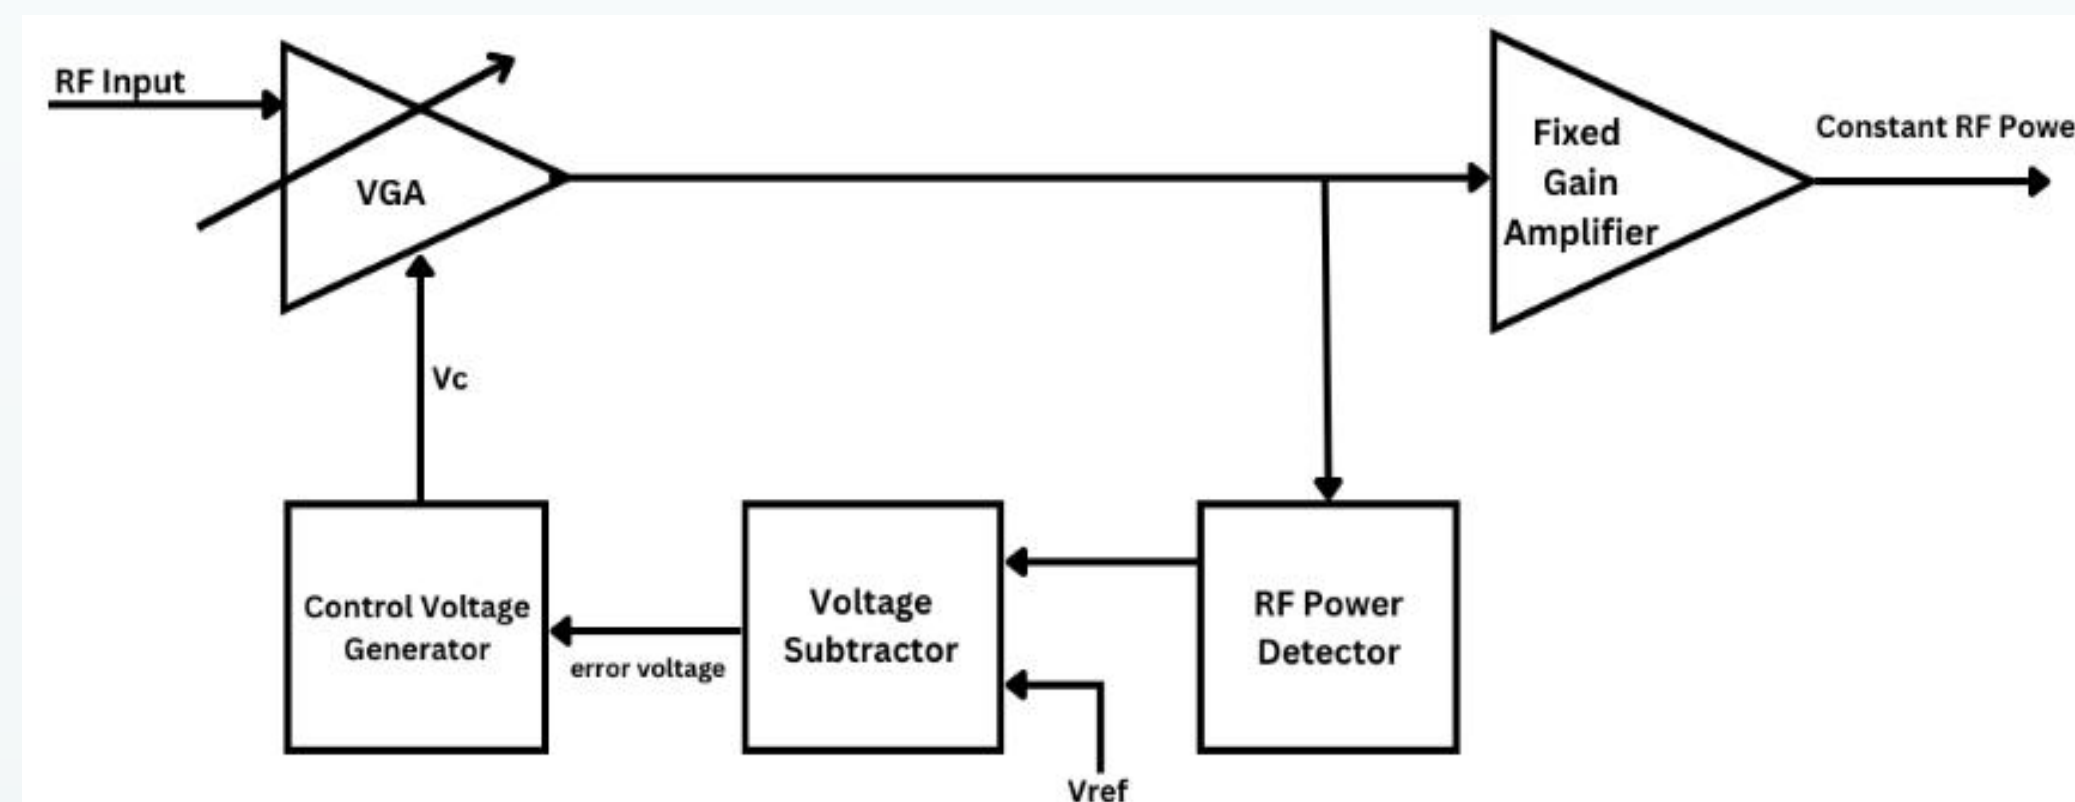 RF Input
VGA
Fixed
Gain
Amplifier
Constant RF Powe
Vc
Control Voltage
Generator
error voltage
Voltage
Subtractor
Vref
RF Power
Detector